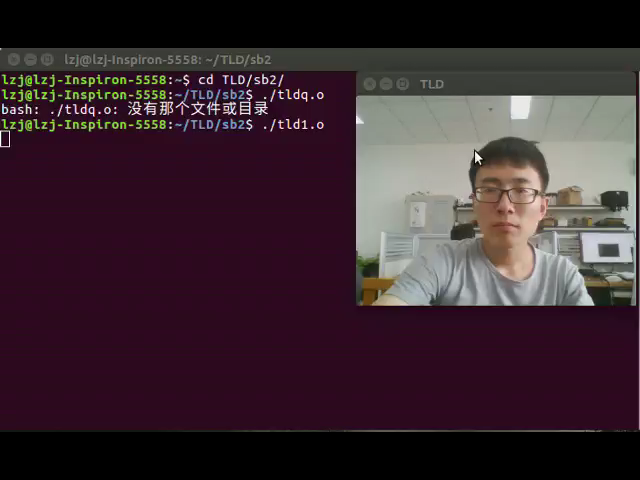 lzj@lzj-Inspiron-5558: ~/TLD/sb2
lzj@lzj-Inspiron-5558:~$ cd TLD/sb2/
lzj@lzj-Inspiron-5558:~/TLD/sb2$ ./tldq.o
bash: ./tldq.o: 没有那个文件或目录
lzj@lzj-Inspiron-5558:~/TLD/sb2$ ./tld1.o
TLD